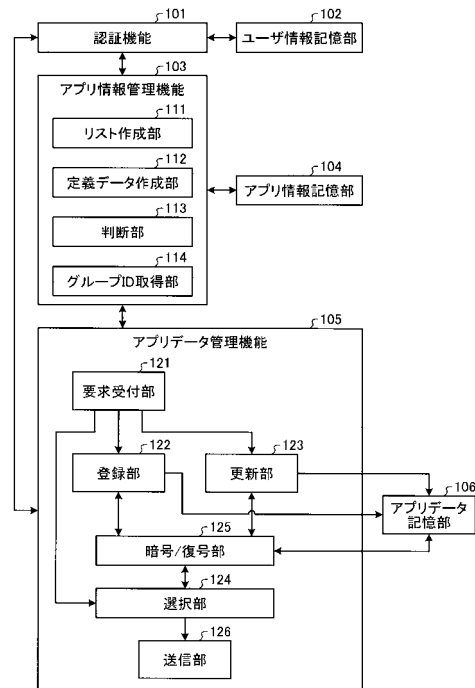 101
認証機能
102
ユーザ情報記憶部
103
アプリ情報管理機能
111
リスト作成部
112
定義データ作成部
113
判断部
114
グループID取得部
104
アプリ情報記憶部
105
アプリデータ管理機能
121
要求受付部
122
登録部
123
更新部
106
アプリデータ
記憶部
125
暗号/復号部
124
選択部
126
送信部